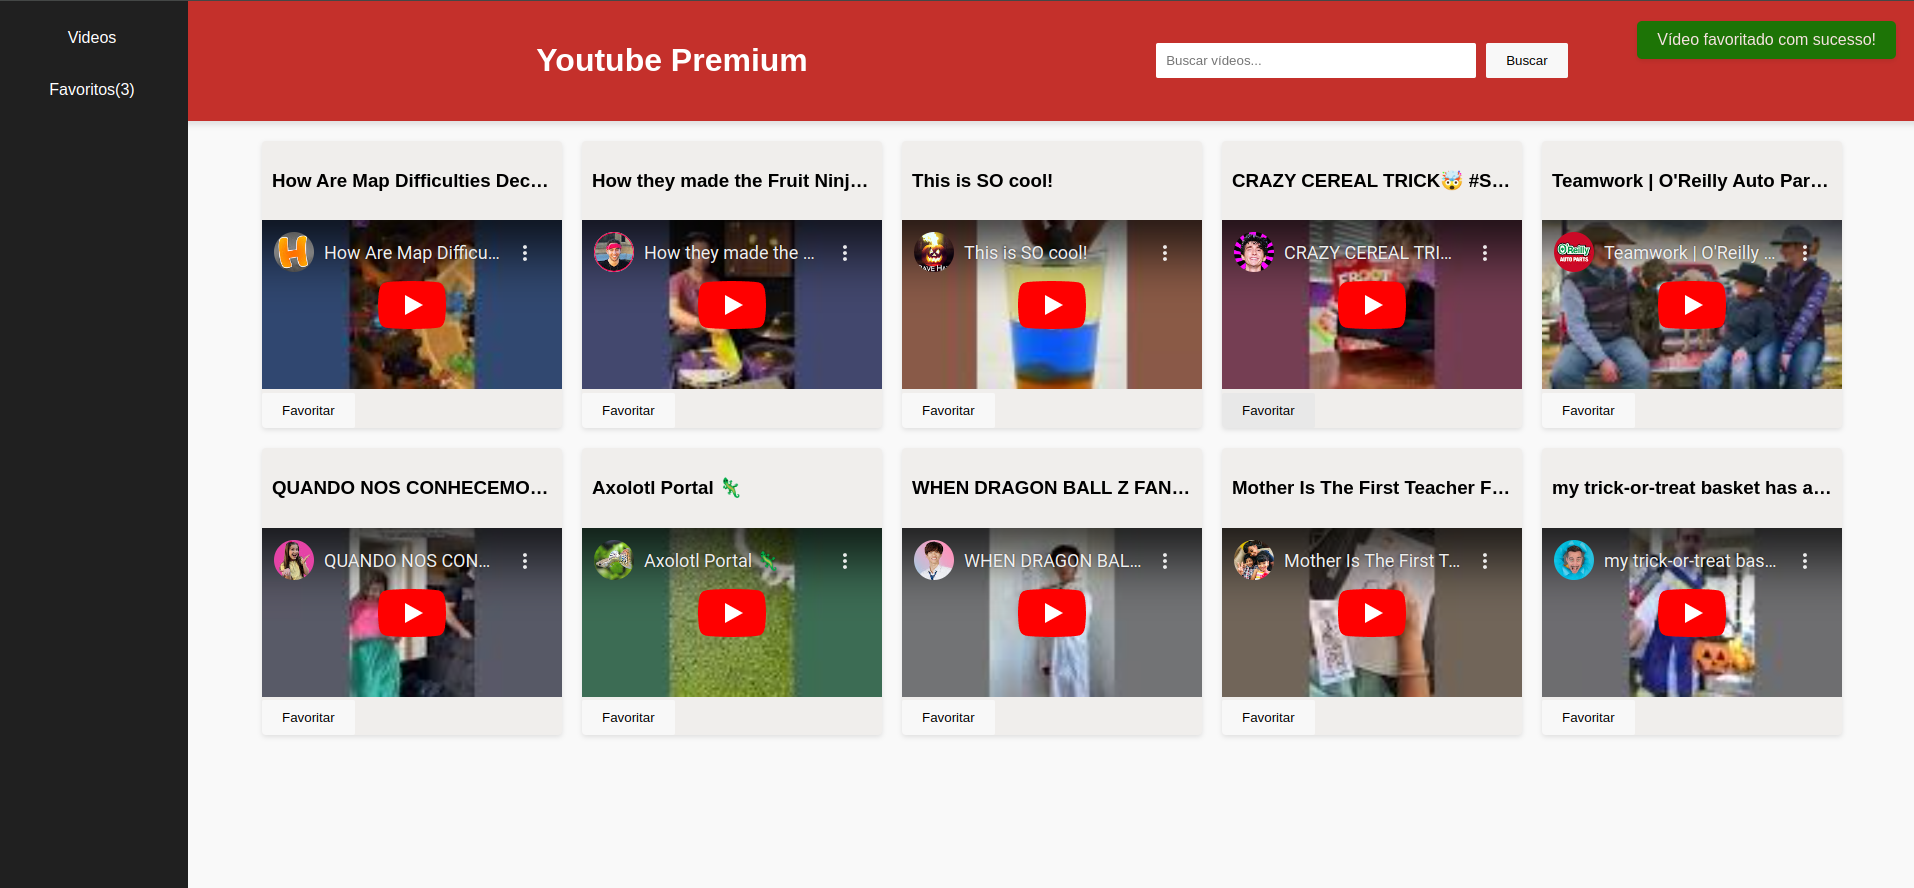 Videos
Favoritos(3)
Youtube Premium
Buscar vídeos...
Buscar
Vídeo favoritado com sucesso!
How Are Map Difficulties Dec...
How they made the Fruit Ninj...
This is SO cool!
CRAZY CEREAL TRICK🤯 #S...
Teamwork | O'Reilly Auto Par...
How Are Map Difficu...
How they made the ...
This is SO cool!
CRAZY CEREAL TRI...
O'Reilly
AUTO PARTS
Teamwork | O'Reilly ...
FROOT
Favoritar
Favoritar
Favoritar
Favoritar
Favoritar
QUANDO NOS CONHECEMO...
Axolotl Portal 🦎
WHEN DRAGON BALL Z FAN...
Mother Is The First Teacher F...
my trick-or-treat basket has a...
QUANDO NOS CON...
Axolotl Portal 🦎
WHEN DRAGON BAL...
Mother Is The First T...
my trick-or-treat bas...
Favoritar
Favoritar
Favoritar
Favoritar
Favoritar